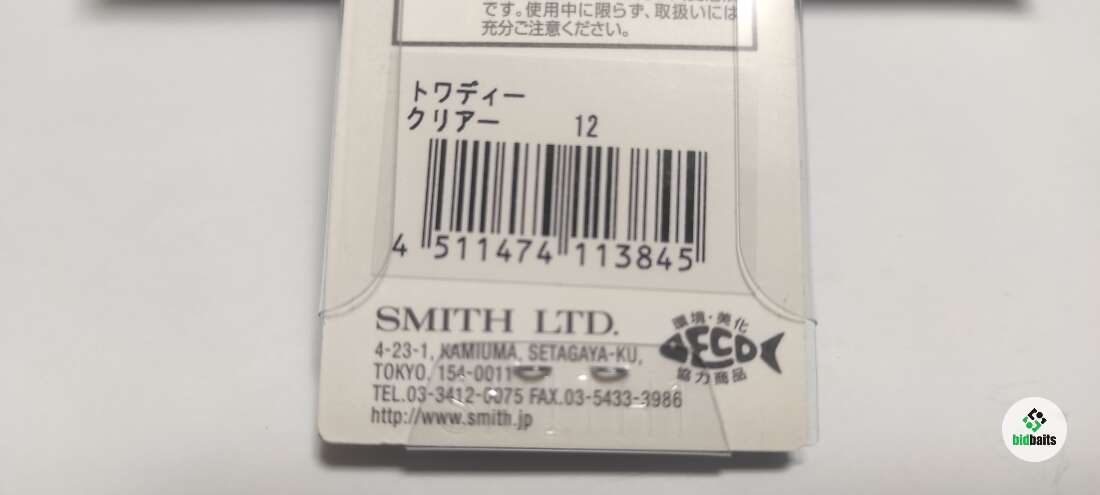 です。使用中に限らず、取扱いには
充分ご注意ください。
トワディー
クリアー 12
4 511474 113845
SMITH LTD.
4-23-1, KAMIUMA, SETAGAYA-KU,
TOKYO. 154-0011
TEL.03-3412-0075 FAX.03-5433-3986
http://www.smith.jp
環境・美化
ECO
協力商品
bidbaits